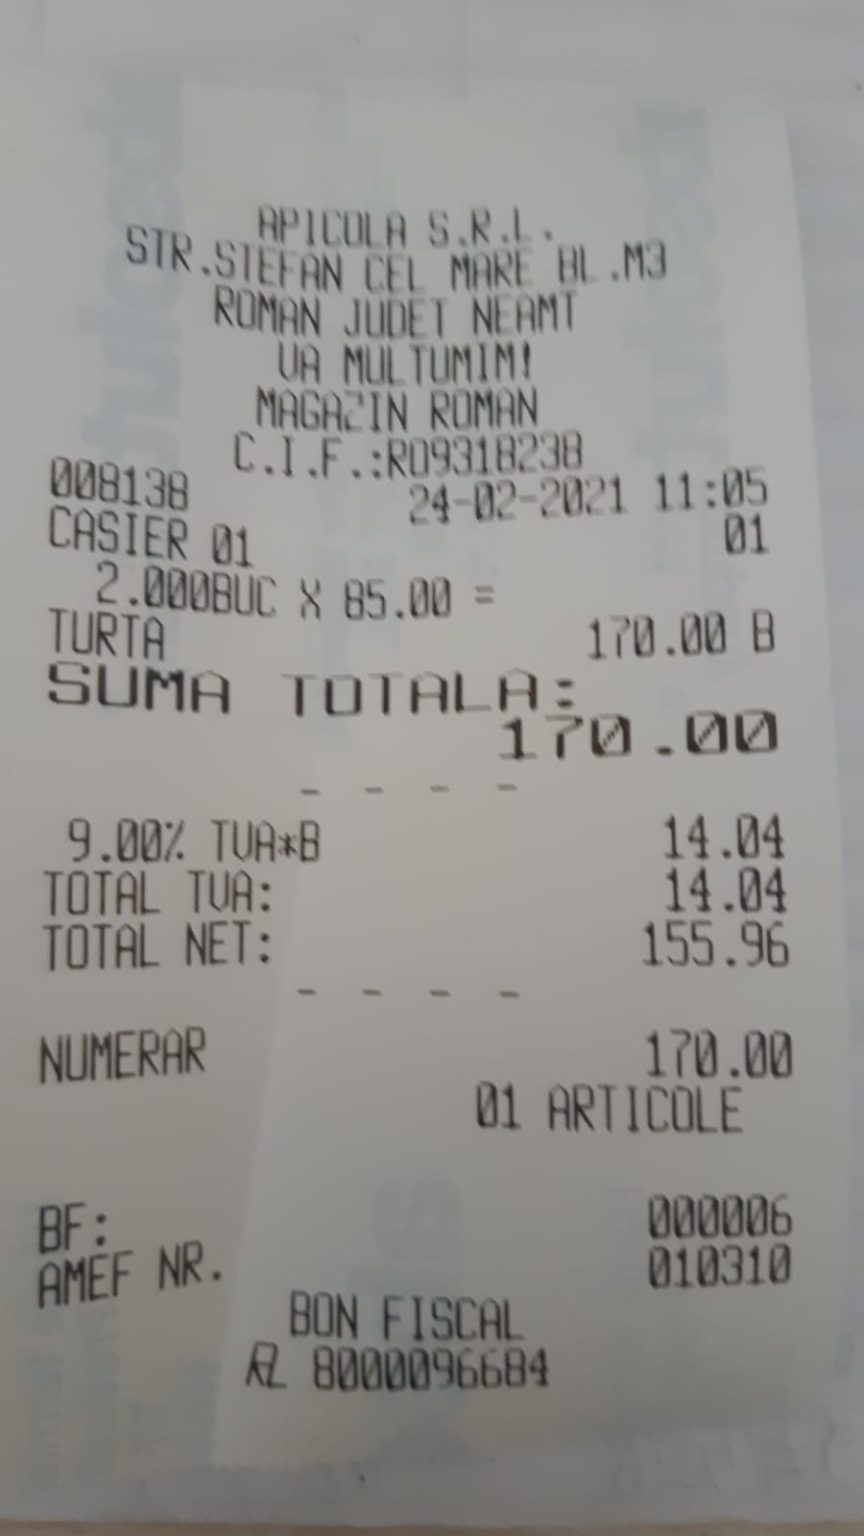 APICOLA S.R.L.
STR.STEFAN CEL MARE BL.M3
ROMAN JUDET NEAMT
VA MULTUMIM!
MAGAZIN ROMAN
C.I.F.:RO9318238
008138 24-02-2021 11:05
CASIER 01 01
2.000BUC X 85.00 =
TURTA 170.00 B
SUMA TOTALA:
170.00
- - - -
9.00% TVA*B 14.04
TOTAL TVA: 14.04
TOTAL NET: 155.96
- - - -
NUMERAR 170.00
01 ARTICOLE
BF: 000006
AMEF NR. 010310
BON FISCAL
8000096684